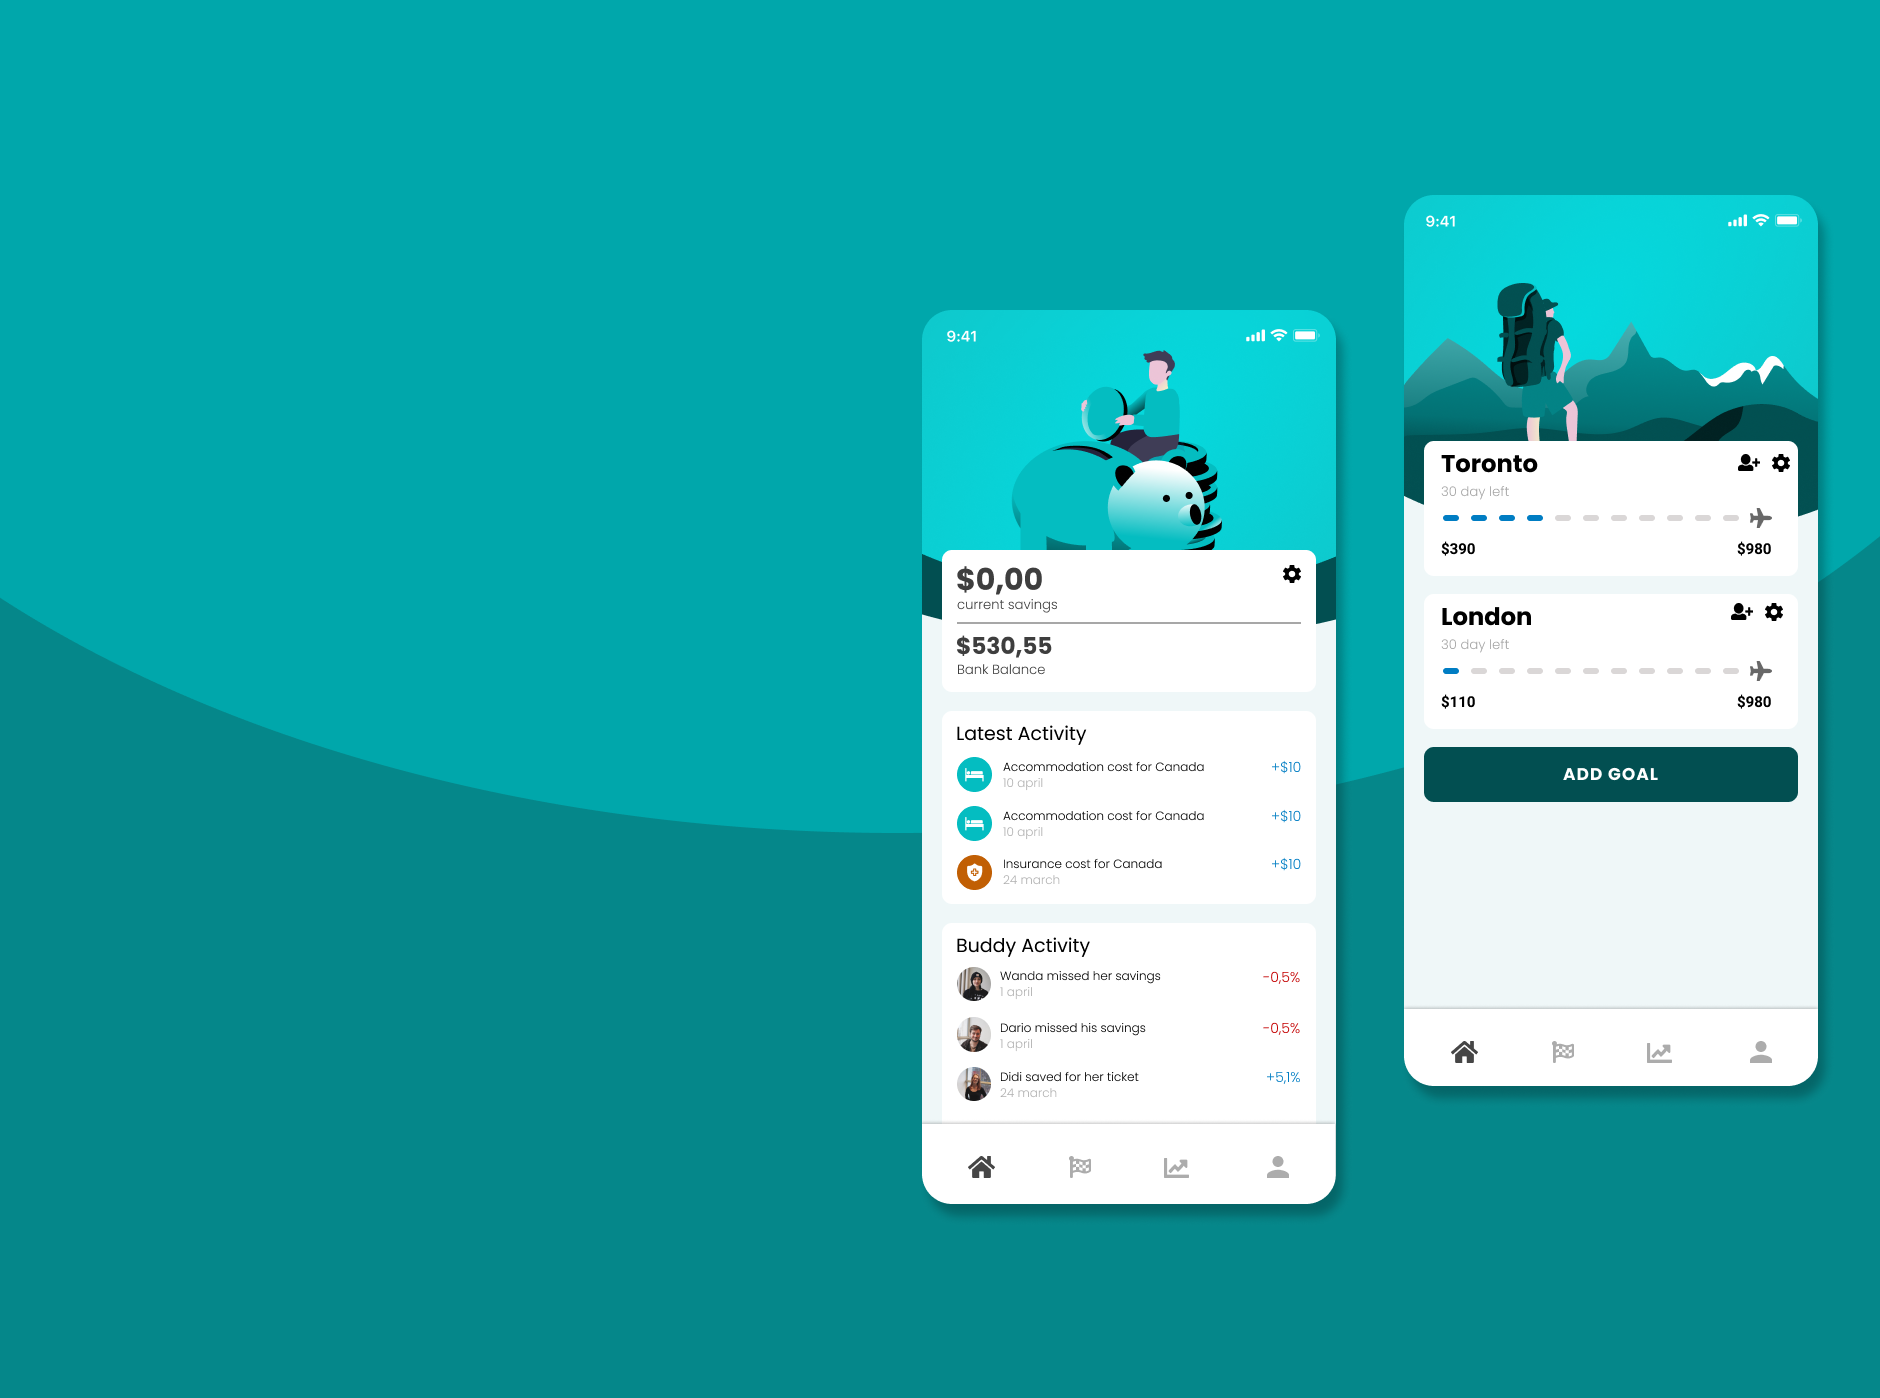 9:41
$0,00
current savings
$530,55
Bank Balance
Latest Activity
Accommodation cost for Canada +$10
10 april
Accommodation cost for Canada +$10
10 april
Insurance cost for Canada +$10
24 march
Buddy Activity
Wanda missed her savings -0,5%
1 april
Dario missed his savings -0,5%
1 april
Didi saved for her ticket +5,1%
24 march
9:41
Toronto
30 day left
$390 $980
London
30 day left
$110 $980
ADD GOAL